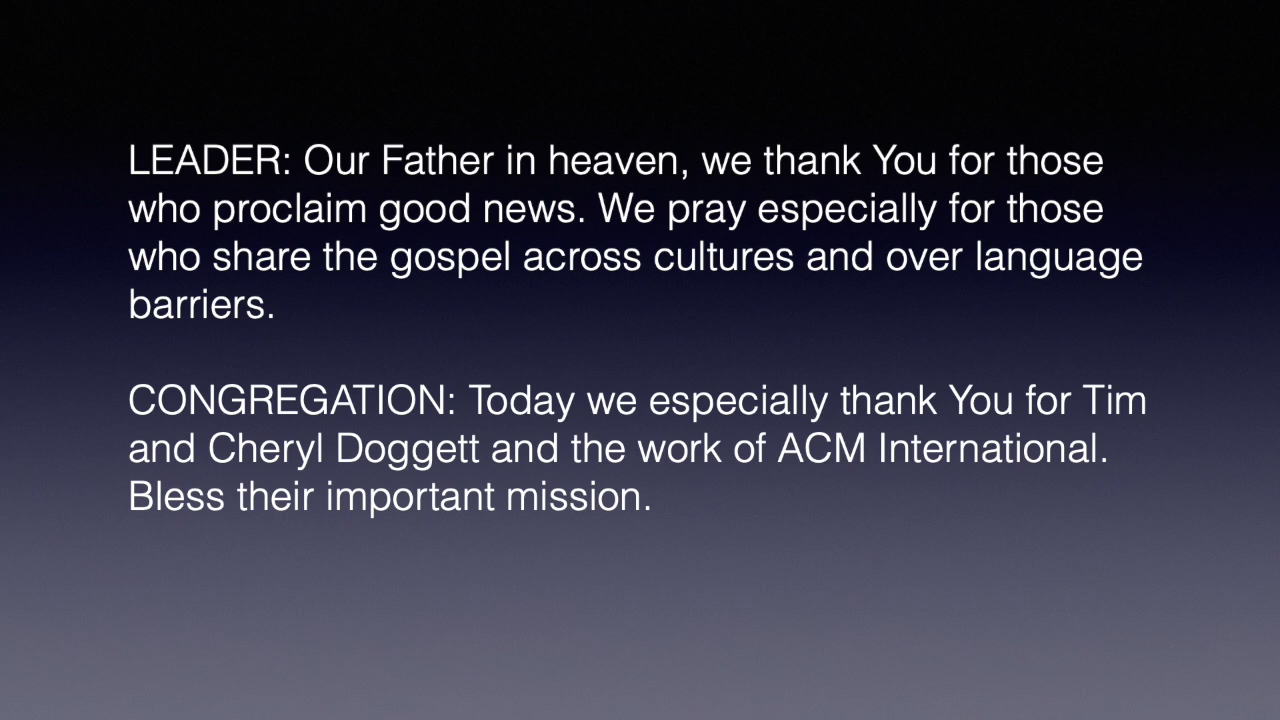 LEADER: Our Father in heaven, we thank You for those
who proclaim good news. We pray especially for those
who share the gospel across cultures and over language
barriers.
CONGREGATION: Today we especially thank You for Tim
and Cheryl Doggett and the work of ACM International.
Bless their important mission.